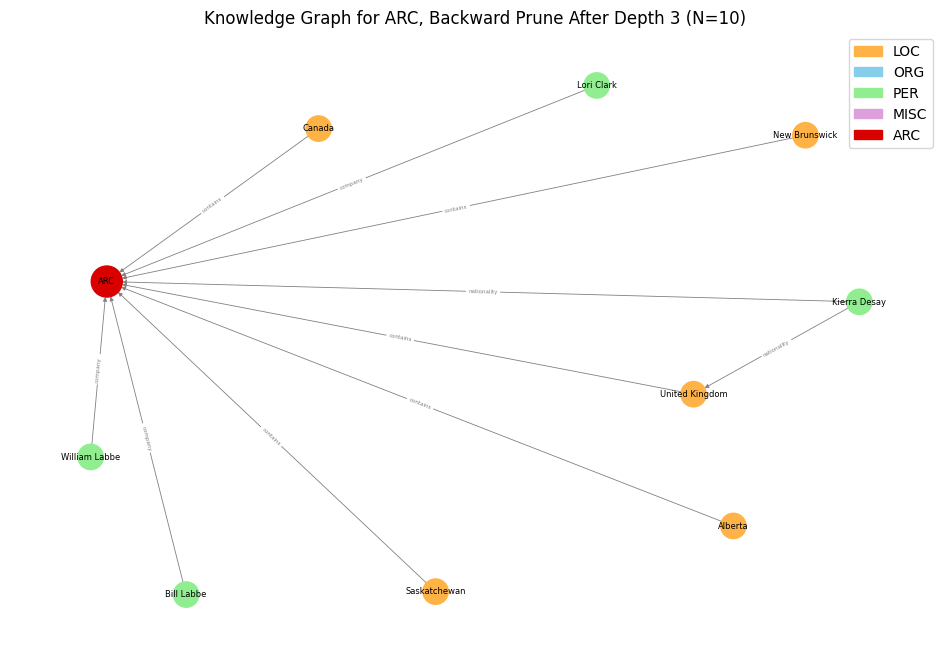 Knowledge Graph for ARC, Backward Prune After Depth 3 (N=10)
LOC
ORG
PER
MISC
ARC
Lori Clark
Canada
New Brunswick
company
contains
contains
ARC
nationality
Kierra Desay
contains
nationality
company
United Kingdom
contains
company
contains
William Labbe
Alberta
Bill Labbe
Saskatchewan